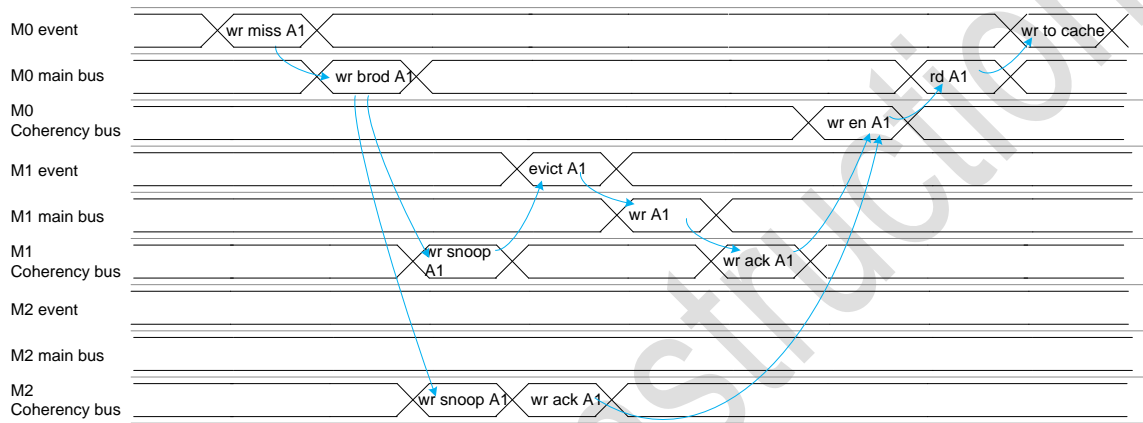 M0 event
wr miss A1
wr to cache
M0 main bus
wr brod A1
rd A1
M0
Coherency bus
wr en A1
M1 event
evict A1
M1 main bus
wr A1
M1
Coherency bus
wr snoop
A1
wr ack A1
M2 event
M2 main bus
M2
Coherency bus
wr snoop A1
wr ack A1
struction